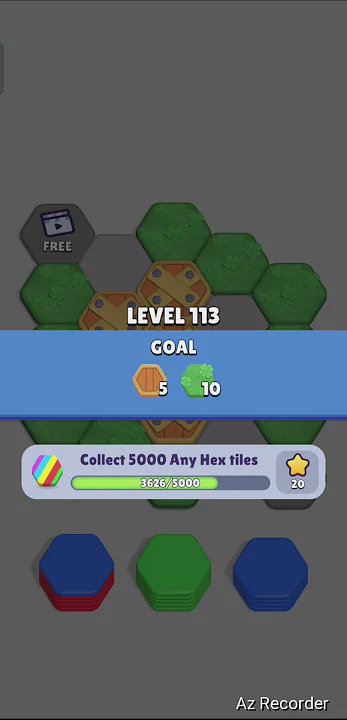 FREE
LEVEL 113
GOAL
5
10
Collect 5000 Any Hex tiles
3626/5000
20
Az Recorder